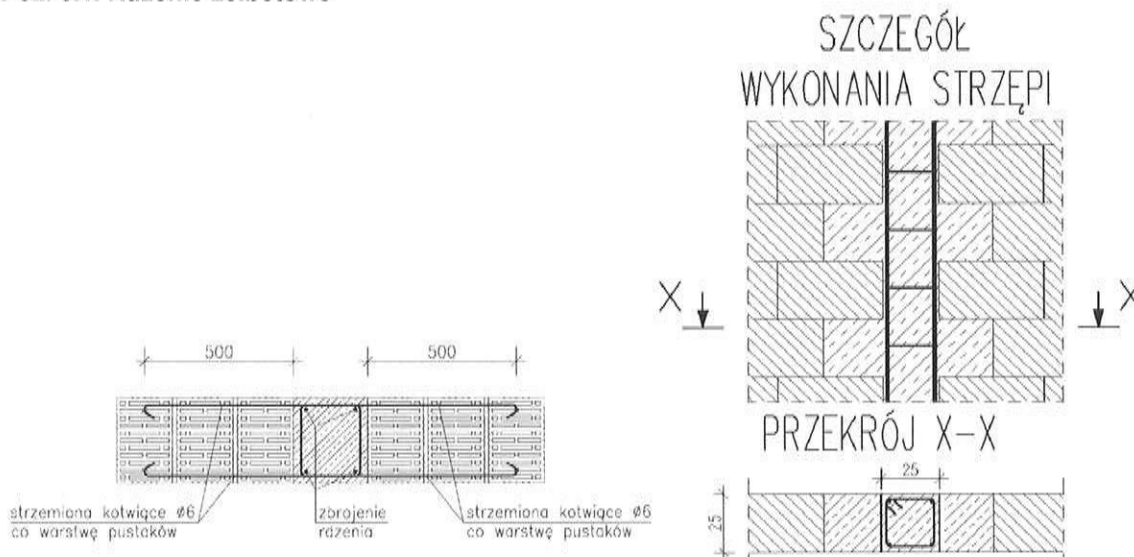 SZCZEGÓŁ
WYKONANIA STRZĘPI
X X
500 500
PRZEKRÓJ X-X
25
25
strzemiona kotwiące ø6
co warstwę pustaków
zbrojenie
rdzenia
strzemiona kotwiące ø6
co warstwę pustaków